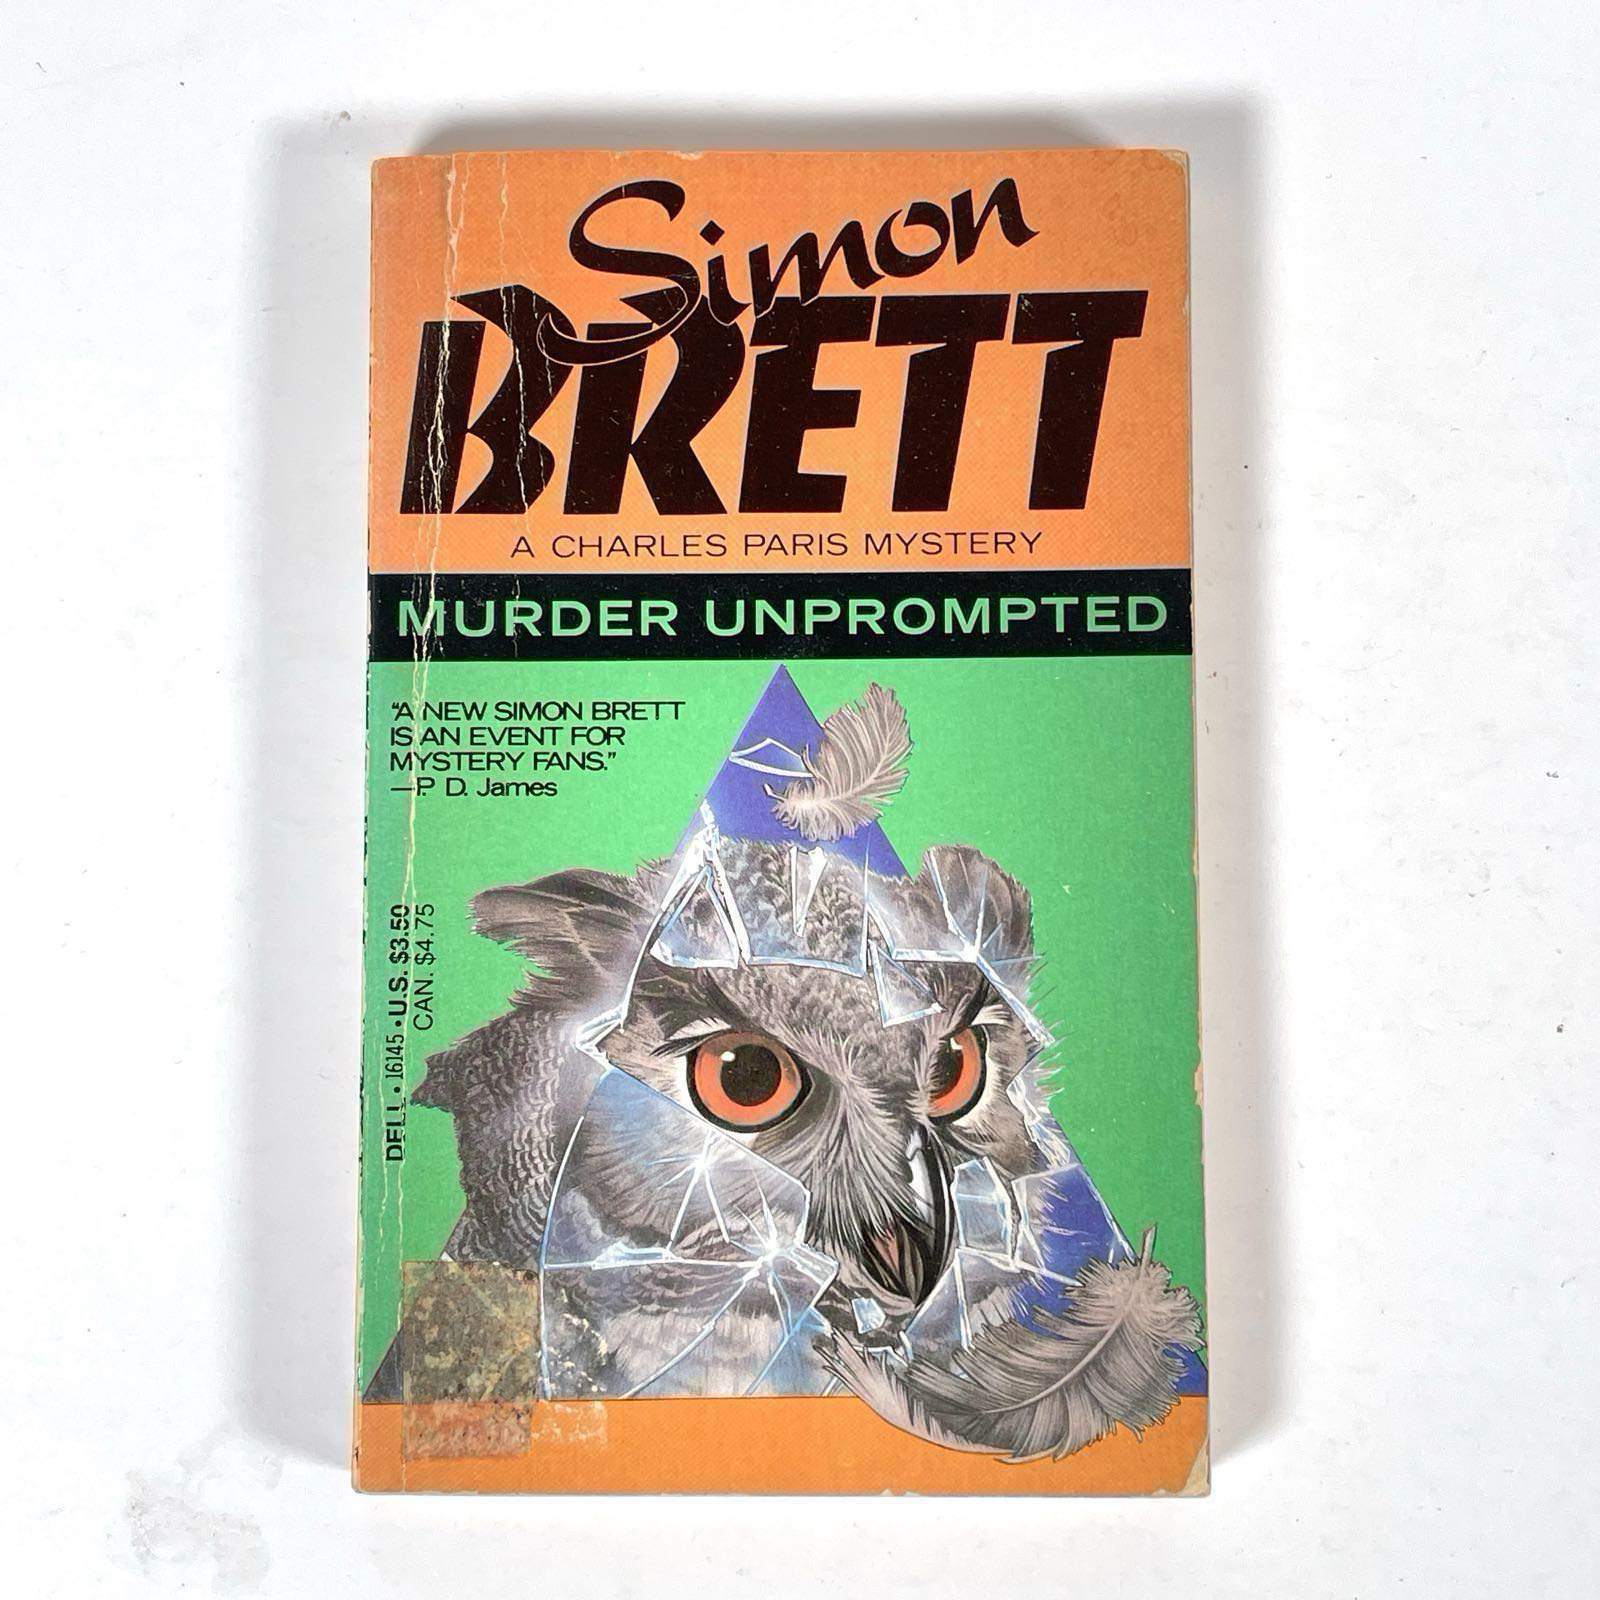 Simon
BRETT
A CHARLES PARIS MYSTERY
MURDER UNPROMPTED
“A NEW SIMON BRETT
IS AN EVENT FOR
MYSTERY FANS.”
—P. D. James
DELL • 16145 • U.S. $3.50
CAN. $4.75